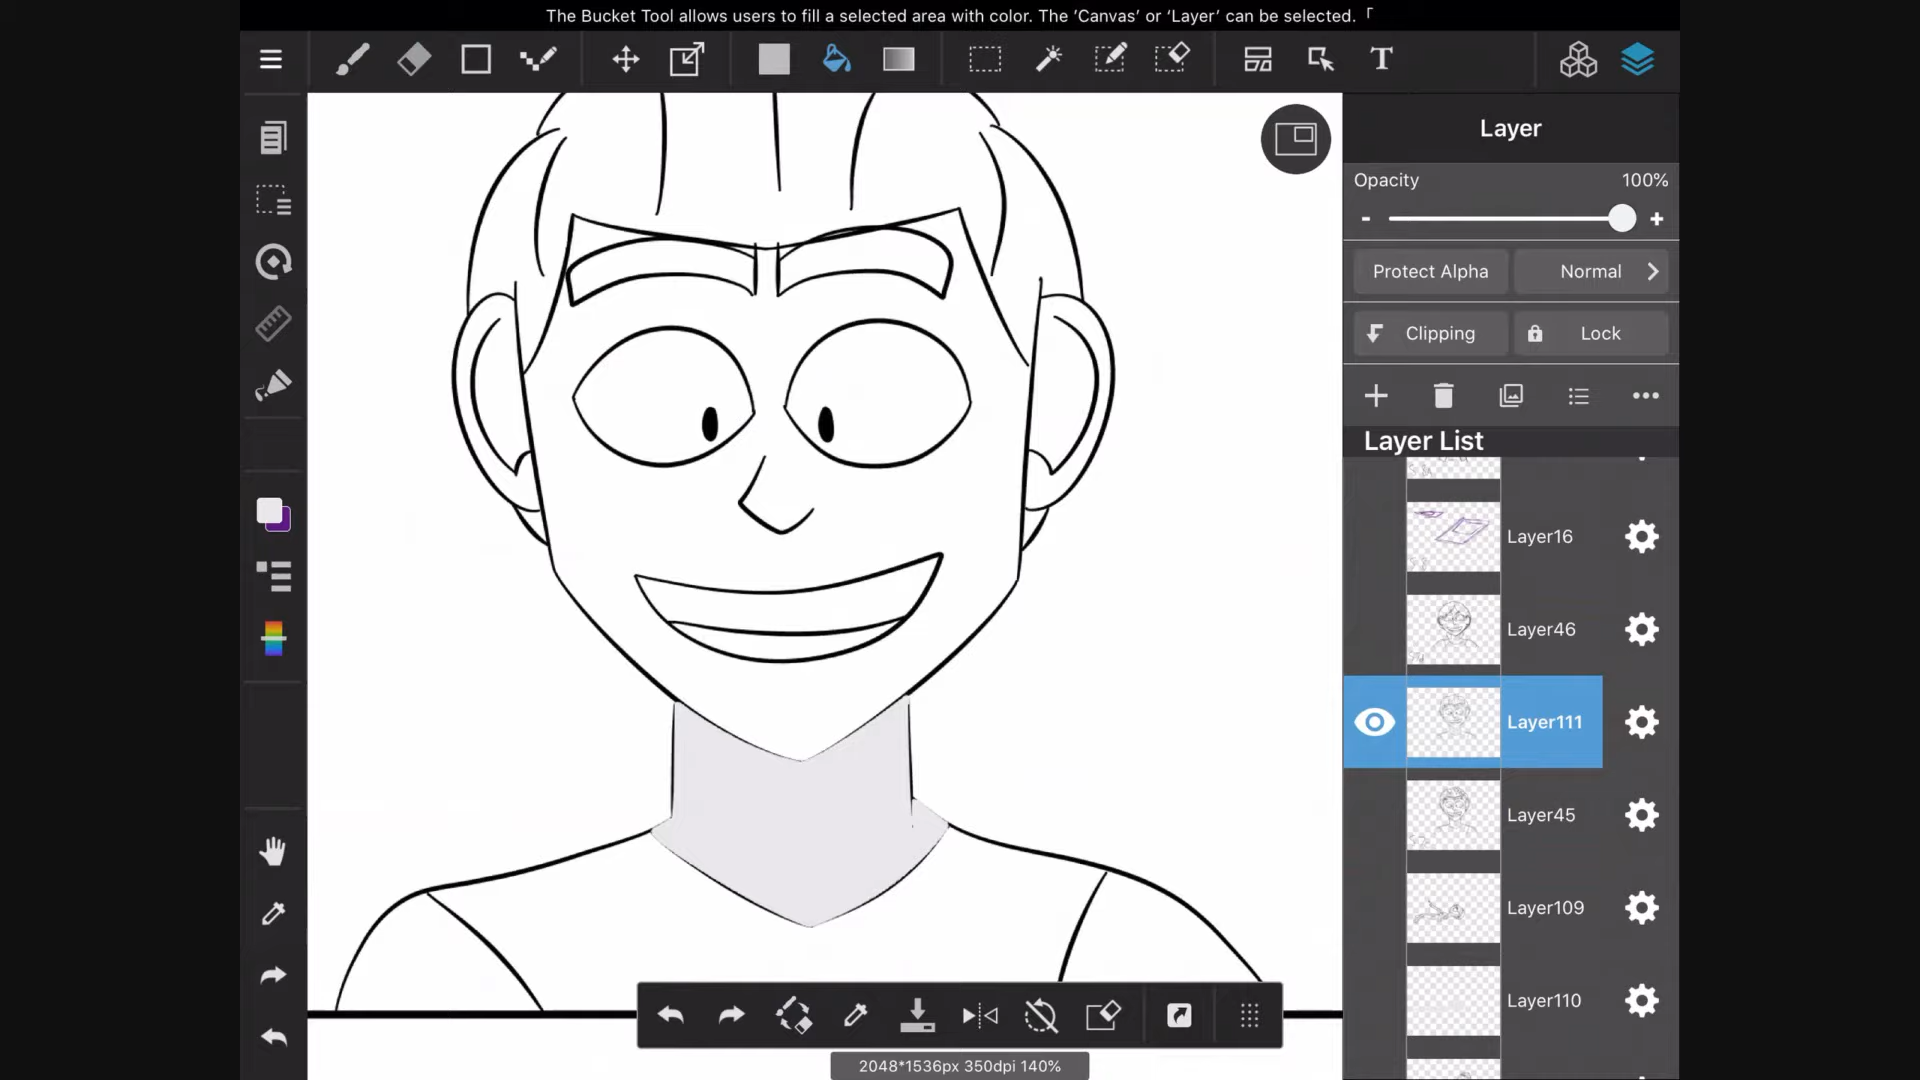 The Bucket Tool allows users to fill a selected area with color. The ‘Canvas’ or ‘Layer’ can be selected.「
T
Layer
Opacity 100%
- +
Protect Alpha Normal
Clipping Lock
Layer List
Layer16
Layer46
Layer111
Layer45
Layer109
Layer110
2048*1536px 350dpi 140%